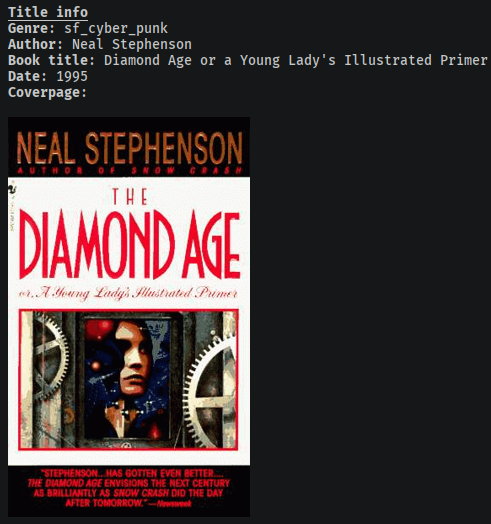 Title info
Genre: sf_cyber_punk
Author: Neal Stephenson
Book title: Diamond Age or a Young Lady's Illustrated Primer
Date: 1995
Coverpage:
NEAL STEPHENSON
AUTHOR OF SNOW CRASH
THE
DIAMOND AGE
or, A Young Lady's Illustrated Primer
"STEPHENSON...HAS GOTTEN EVEN BETTER....
THE DIAMOND AGE ENVISIONS THE NEXT CENTURY
AS BRILLIANTLY AS SNOW CRASH DID THE DAY
AFTER TOMORROW."—Newsweek